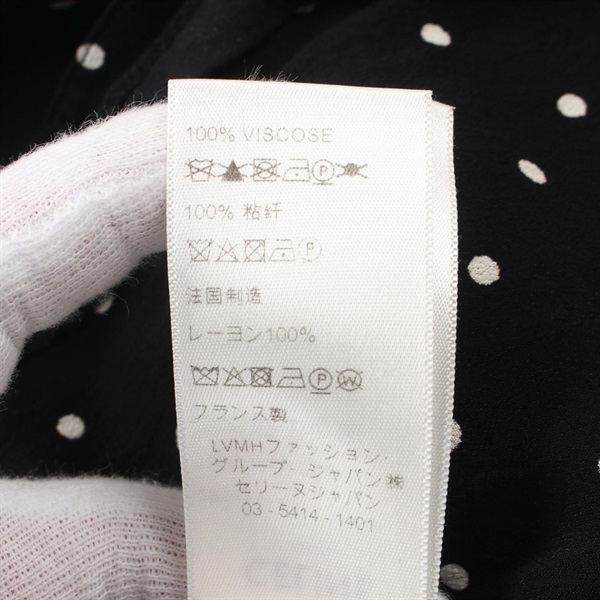 100% VISCOSE
100% 粘纤
法国制造
レーヨン100%
フランス製
LVMHファッション・
グループ・ジャパン㈱
セリーヌジャパン
03-5414-1401